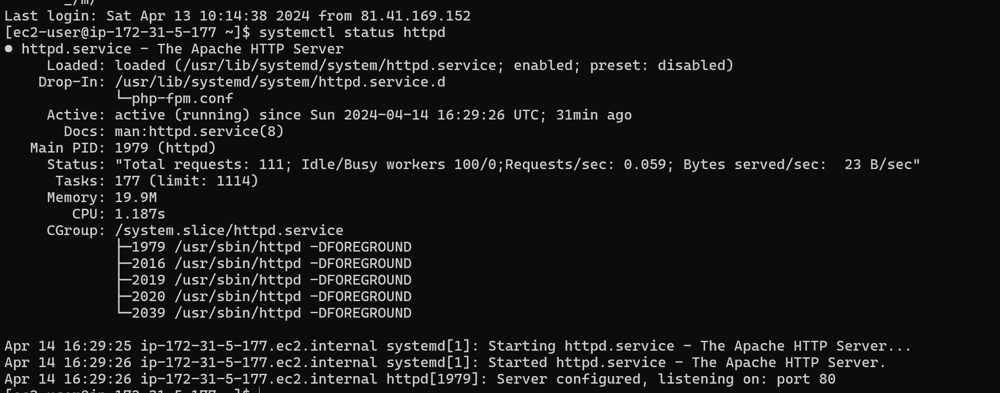 _/m/
Last login: Sat Apr 13 10:14:38 2024 from 81.41.169.152
[ec2-user@ip-172-31-5-177 ~]$ systemctl status httpd
● httpd.service - The Apache HTTP Server
     Loaded: loaded (/usr/lib/systemd/system/httpd.service; enabled; preset: disabled)
    Drop-In: /usr/lib/systemd/system/httpd.service.d
             └─php-fpm.conf
     Active: active (running) since Sun 2024-04-14 16:29:26 UTC; 31min ago
       Docs: man:httpd.service(8)
   Main PID: 1979 (httpd)
     Status: "Total requests: 111; Idle/Busy workers 100/0;Requests/sec: 0.059; Bytes served/sec:  23 B/sec"
      Tasks: 177 (limit: 1114)
     Memory: 19.9M
        CPU: 1.187s
     CGroup: /system.slice/httpd.service
             ├─1979 /usr/sbin/httpd -DFOREGROUND
             ├─2016 /usr/sbin/httpd -DFOREGROUND
             ├─2019 /usr/sbin/httpd -DFOREGROUND
             ├─2020 /usr/sbin/httpd -DFOREGROUND
             └─2039 /usr/sbin/httpd -DFOREGROUND
Apr 14 16:29:25 ip-172-31-5-177.ec2.internal systemd[1]: Starting httpd.service - The Apache HTTP Server...
Apr 14 16:29:26 ip-172-31-5-177.ec2.internal systemd[1]: Started httpd.service - The Apache HTTP Server.
Apr 14 16:29:26 ip-172-31-5-177.ec2.internal httpd[1979]: Server configured, listening on: port 80
[ec2-user@ip-172-31-5-177 ~]$